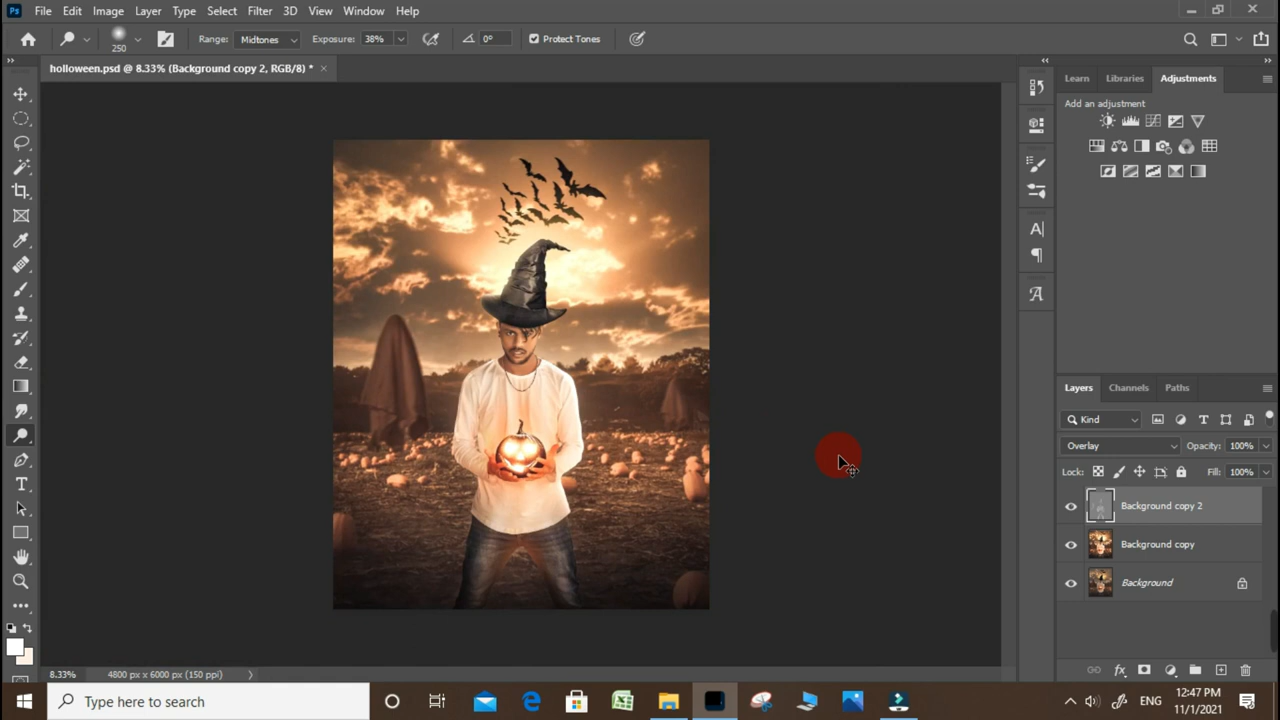 Ps File Edit Image Layer Type Select Filter 3D View Window Help
250 Range: Midtones Exposure: 38% 0° Protect Tones
holloween.psd @ 8.33% (Background copy 2, RGB/8) * ×
Learn Libraries Adjustments
Add an adjustment
Layers Channels Paths
Kind
Overlay Opacity: 100%
Lock: Fill: 100%
Background copy 2
Background copy
Background
8.33% 4800 px x 6000 px (150 ppi)
Type here to search
ENG
12:47 PM
11/1/2021